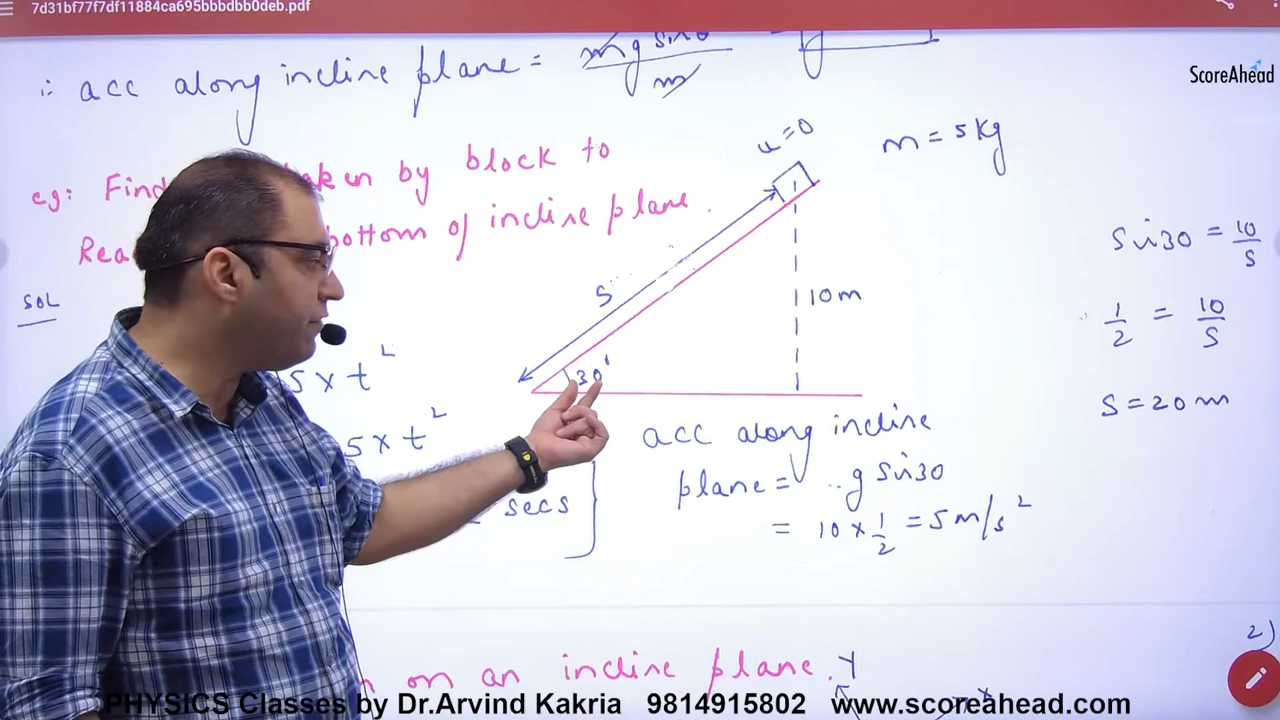 7d31bf77f7df11884ca695bbbdbb0deb.pdf
ScoreAhead
∴ acc along incline plane = mg sinθ / m = g
eg: Find taken by block to
Rea bottom of incline plane.
u=0
m = 5kg
SOL
S
10m
30°
sin30 = 10/S
1/2 = 10/S
S = 20m
5 × t²
5 × t²
secs
acc along incline
plane = g sin30
= 10 × 1/2 = 5 m/s²
2)
on an incline plane.
Y
x
PHYSICS Classes by Dr.Arvind Kakria 9814915802 www.scoreahead.com